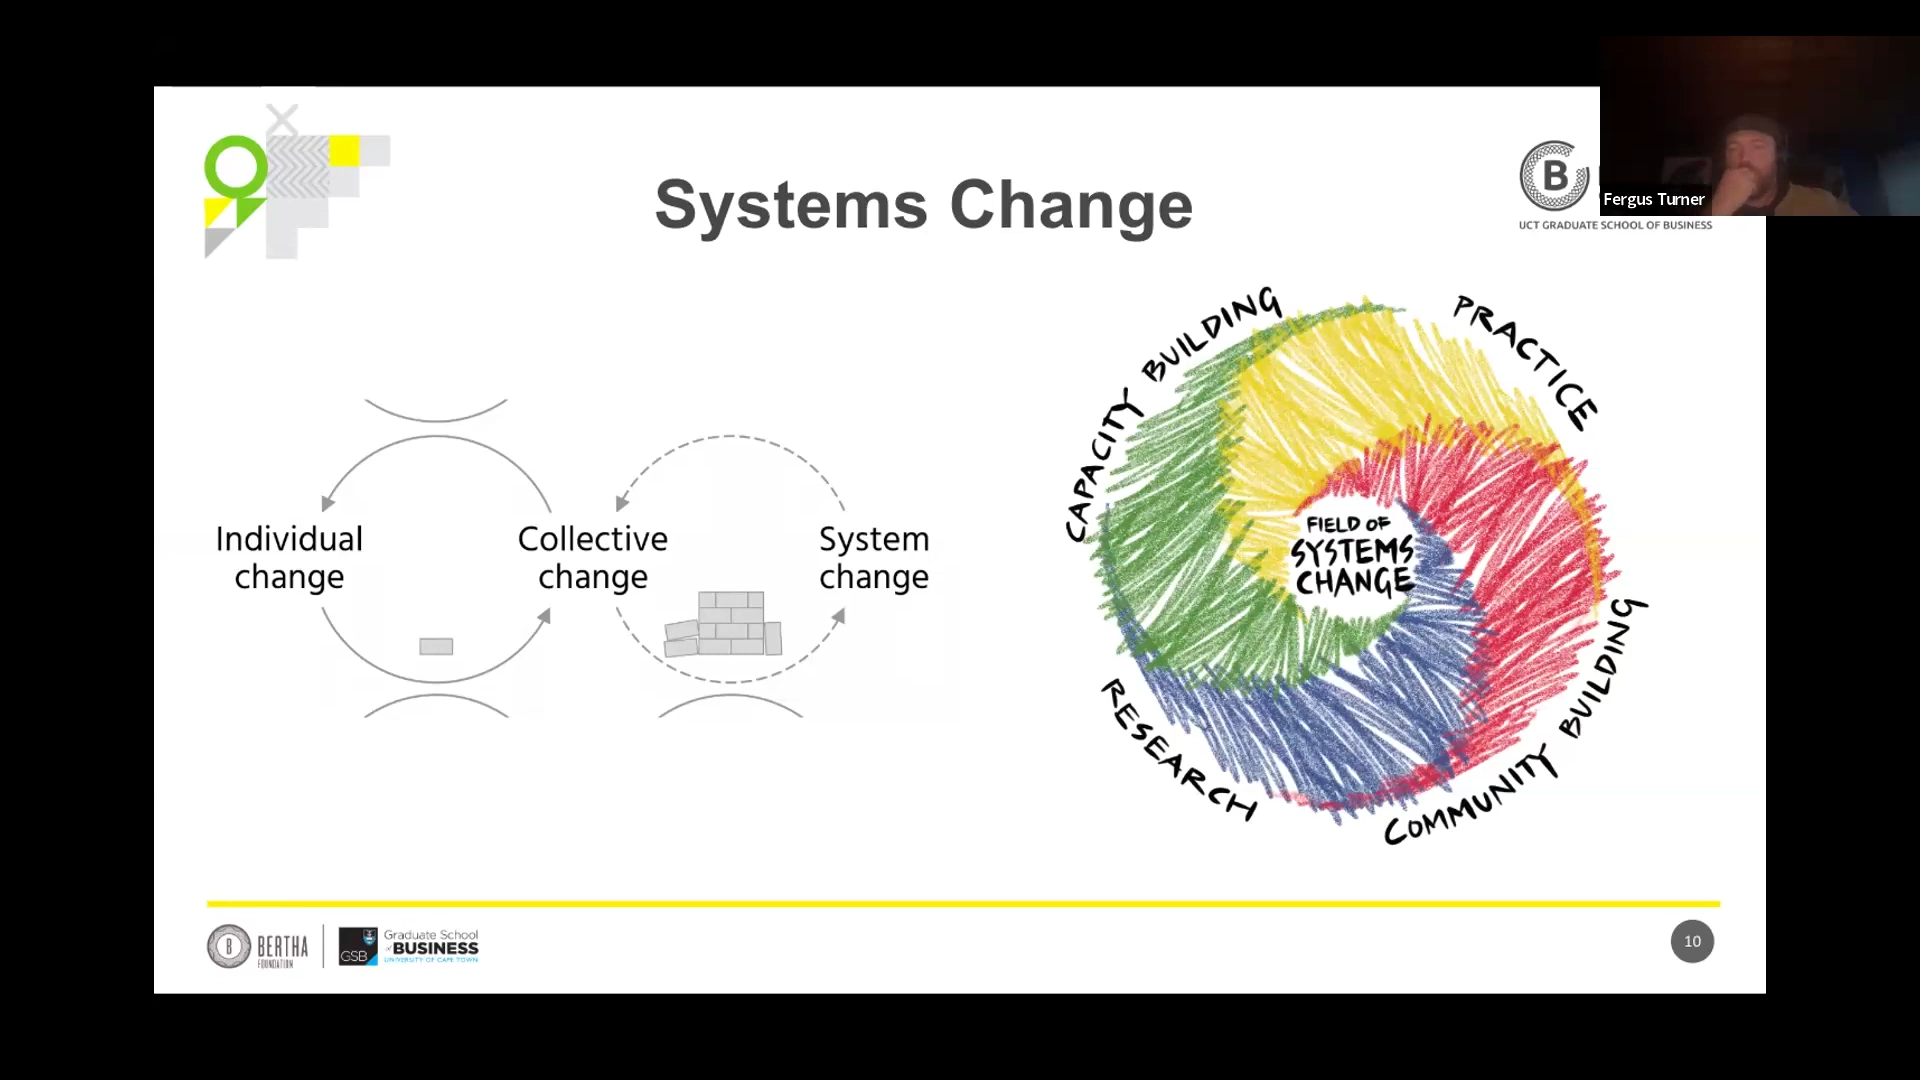 Systems Change
B
UCT GRADUATE SCHOOL OF BUSINESS
Fergus Turner
Individual
change
Collective
change
System
change
CAPACITY BUILDING
PRACTICE
FIELD OF
SYSTEMS
CHANGE
RESEARCH
COMMUNITY BUILDING
B
BERTHA
FOUNDATION
GSB
Graduate School
of BUSINESS
UNIVERSITY OF CAPE TOWN
10